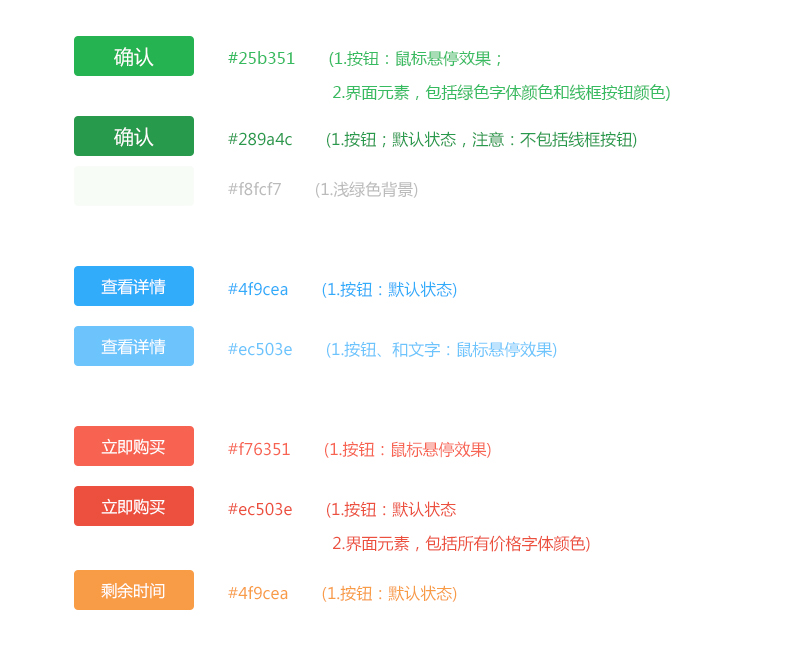 确认 #25b351 (1.按钮：鼠标悬停效果；
2.界面元素，包括绿色字体颜色和线框按钮颜色)
确认 #289a4c (1.按钮；默认状态，注意：不包括线框按钮)
#f8fcf7 (1.浅绿色背景)
查看详情 #4f9cea (1.按钮：默认状态)
查看详情 #ec503e (1.按钮、和文字：鼠标悬停效果)
立即购买 #f76351 (1.按钮：鼠标悬停效果)
立即购买 #ec503e (1.按钮：默认状态
2.界面元素，包括所有价格字体颜色)
剩余时间 #4f9cea (1.按钮：默认状态)